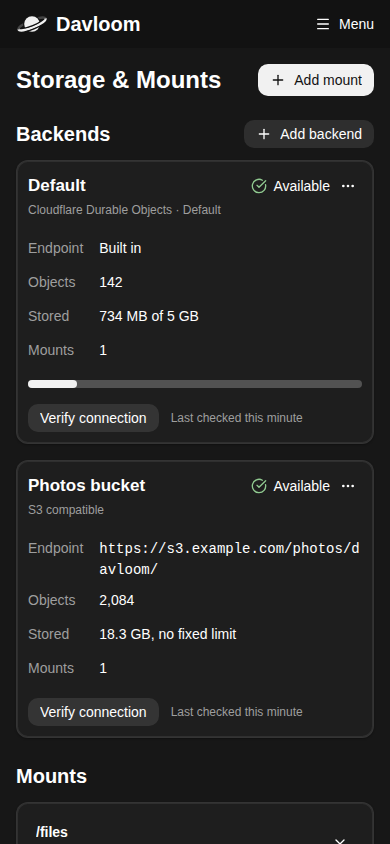 Davloom
Menu
Storage & Mounts
Add mount
Backends
Add backend
Default
Available
Cloudflare Durable Objects · Default
Endpoint Built in
Objects 142
Stored 734 MB of 5 GB
Mounts 1
Verify connection
Last checked this minute
Photos bucket
Available
S3 compatible
Endpoint https://s3.example.com/photos/d
avloom/
Objects 2,084
Stored 18.3 GB, no fixed limit
Mounts 1
Verify connection
Last checked this minute
Mounts
/files